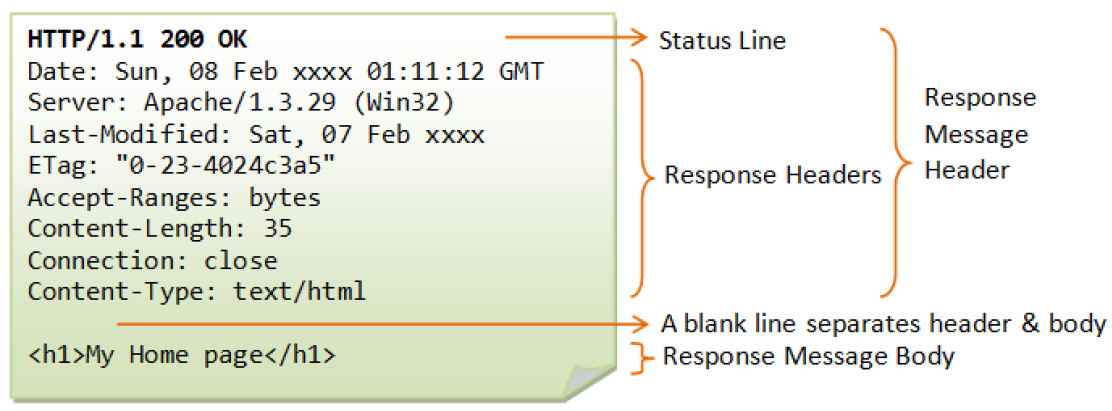 HTTP/1.1 200 OK
Date: Sun, 08 Feb xxxx 01:11:12 GMT
Server: Apache/1.3.29 (Win32)
Last-Modified: Sat, 07 Feb xxxx
ETag: "0-23-4024c3a5"
Accept-Ranges: bytes
Content-Length: 35
Connection: close
Content-Type: text/html
<h1>My Home page</h1>
Status Line
Response Headers
Response
Message
Header
A blank line separates header & body
Response Message Body